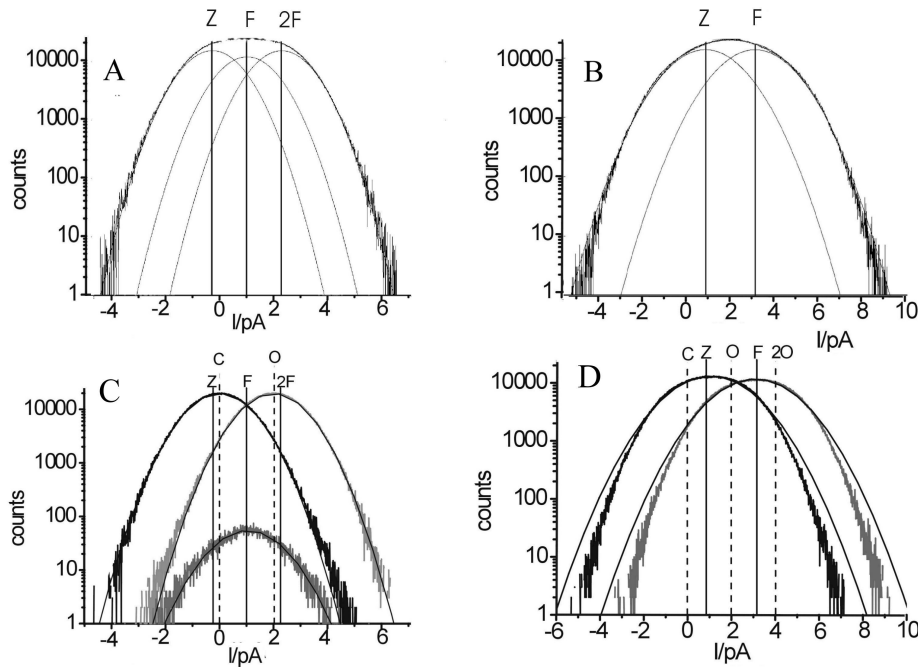 Z F 2F
A
10000
1000
100
10
1
counts
-4 -2 0 2 4 6
I/pA
Z F
B
10000
1000
100
10
1
counts
-4 -2 0 2 4 6 8 10
I/pA
C O
C Z F 2F
10000
1000
100
10
1
counts
-4 -2 0 2 4 6
I/pA
C Z O F 2O
D
10000
1000
100
10
1
counts
-6 -4 -2 0 2 4 6 8 10
I/pA